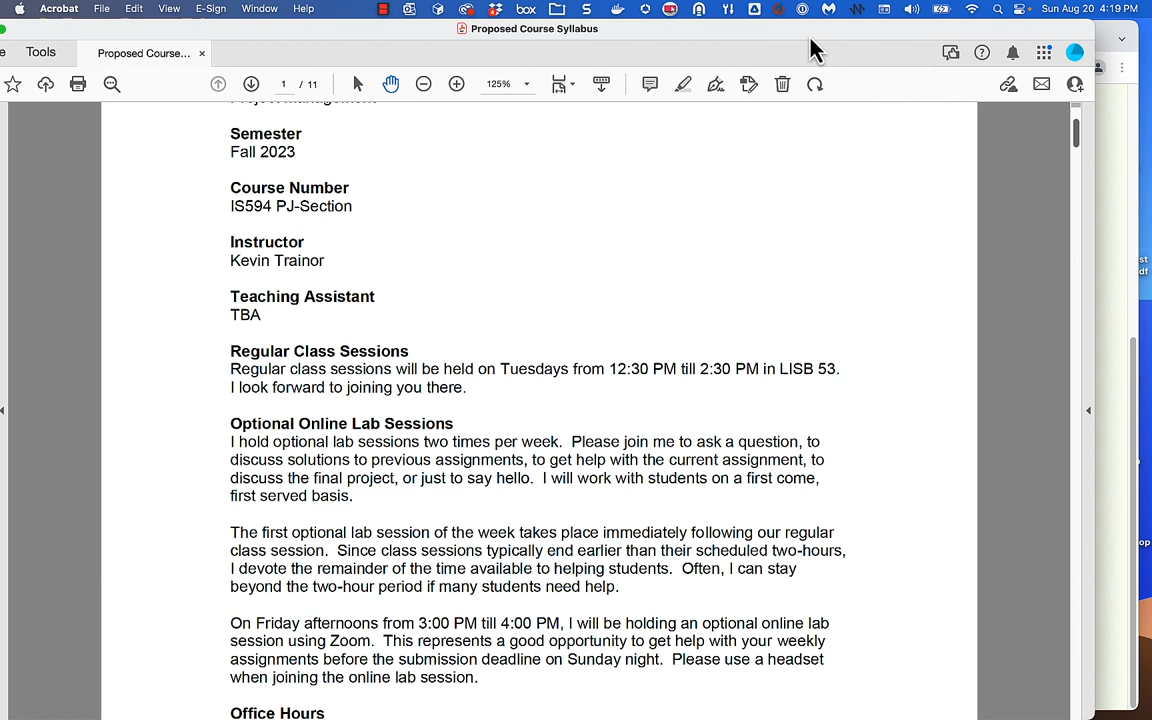 Acrobat File Edit View E-Sign Window Help box Sun Aug 20 4:19 PM
Proposed Course Syllabus
Tools Proposed Course... ×
1 / 11 125%
Semester
Fall 2023
Course Number
IS594 PJ-Section
Instructor
Kevin Trainor
Teaching Assistant
TBA
Regular Class Sessions
Regular class sessions will be held on Tuesdays from 12:30 PM till 2:30 PM in LISB 53.
I look forward to joining you there.
Optional Online Lab Sessions
I hold optional lab sessions two times per week.  Please join me to ask a question, to
discuss solutions to previous assignments, to get help with the current assignment, to
discuss the final project, or just to say hello.  I will work with students on a first come,
first served basis.
The first optional lab session of the week takes place immediately following our regular
class session.  Since class sessions typically end earlier than their scheduled two-hours,
I devote the remainder of the time available to helping students.  Often, I can stay
beyond the two-hour period if many students need help.
On Friday afternoons from 3:00 PM till 4:00 PM, I will be holding an optional online lab
session using Zoom.  This represents a good opportunity to get help with your weekly
assignments before the submission deadline on Sunday night.  Please use a headset
when joining the online lab session.
Office Hours